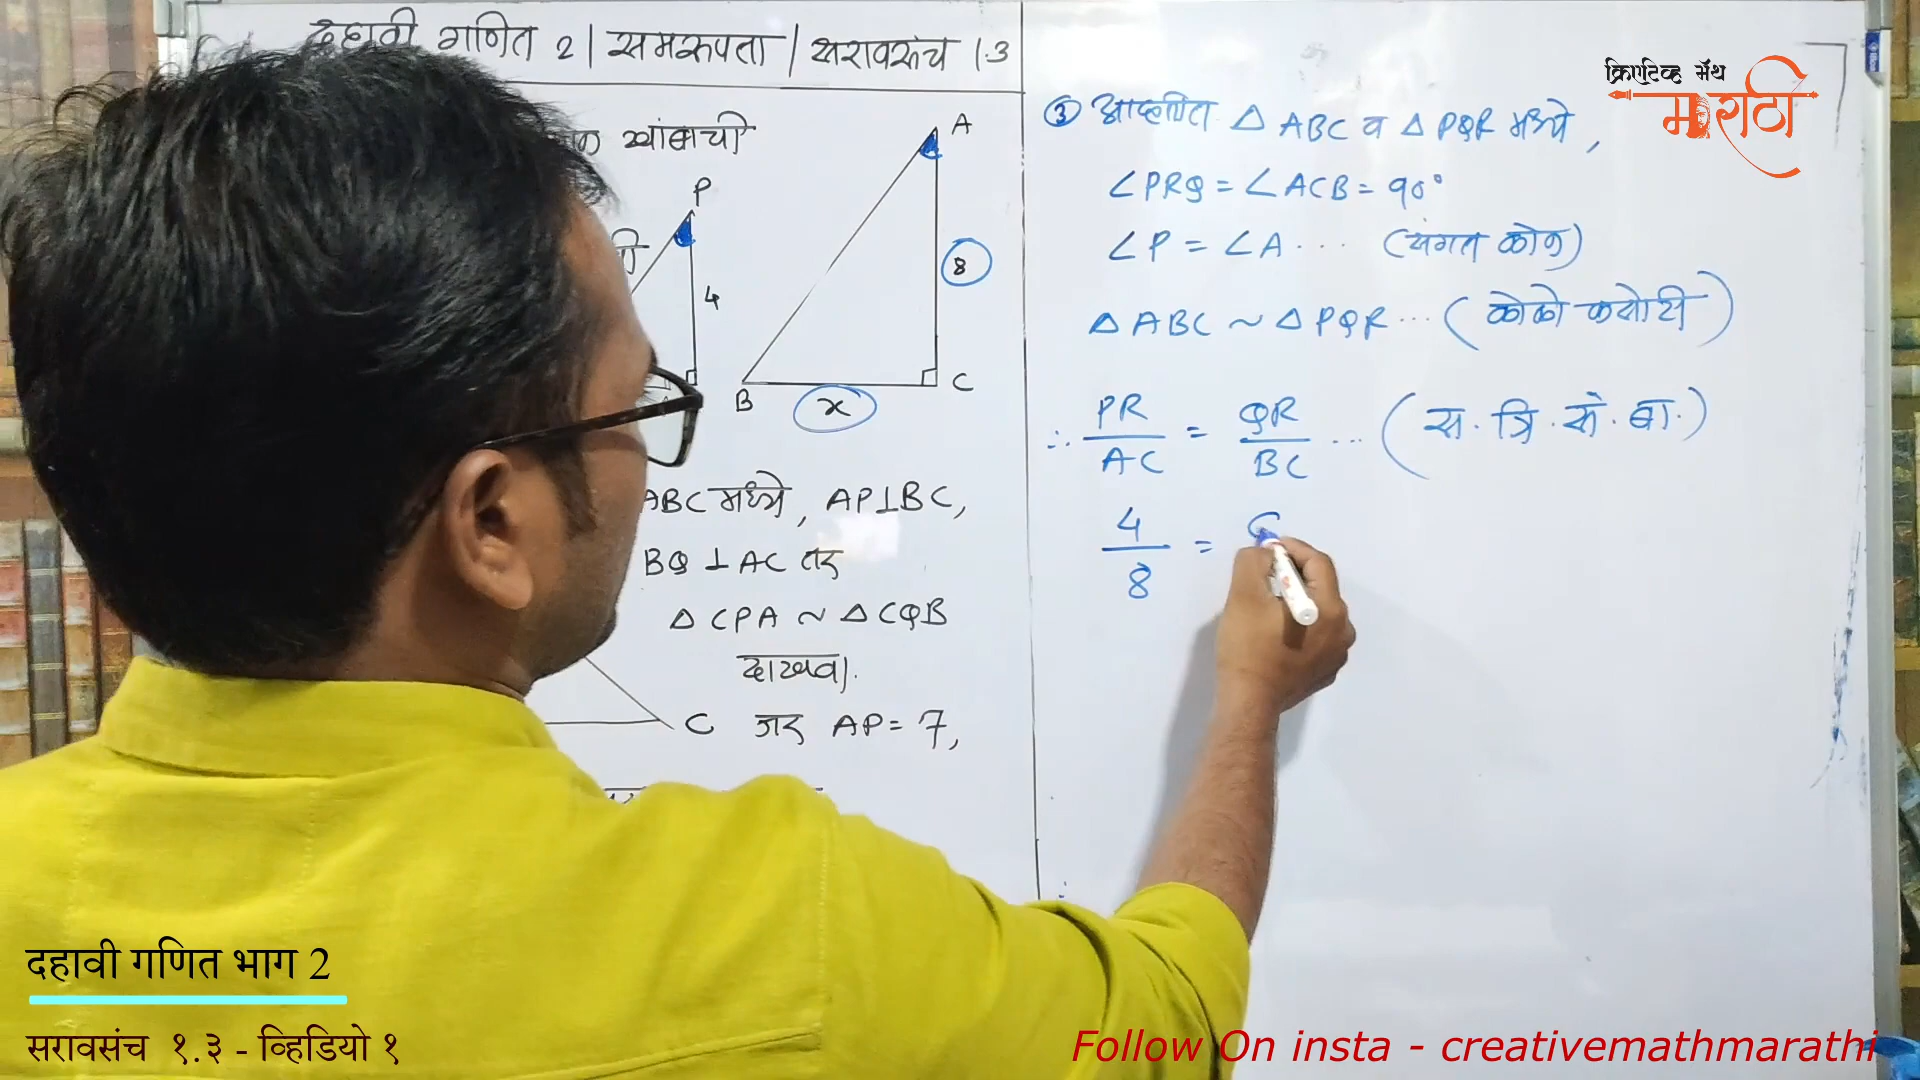 दहावी गणित 2 | समरूपता | सरावसंच 1.3
खांबाची
P
4
A
8
B
x
C
ABC मध्ये, AP⊥BC,
BQ ⊥ AC तर
△ CPA ~ △ CQB
दाखवा.
C
जर AP = 7,
③ आकृतीत △ ABC व △ PQR मध्ये,
∠PRQ = ∠ACB = 90°
∠P = ∠A ... (संगत कोन)
△ ABC ~ △ PQR ... (कोको कसोटी)
∴ PR/AC = QR/BC ... (स. त्रि. सं. बा.)
4/8 =
क्रिएटिव्ह मॅथ
मराठी
दहावी गणित भाग 2
सरावसंच १.३ - व्हिडियो १
Follow On insta - creativemathmarathi